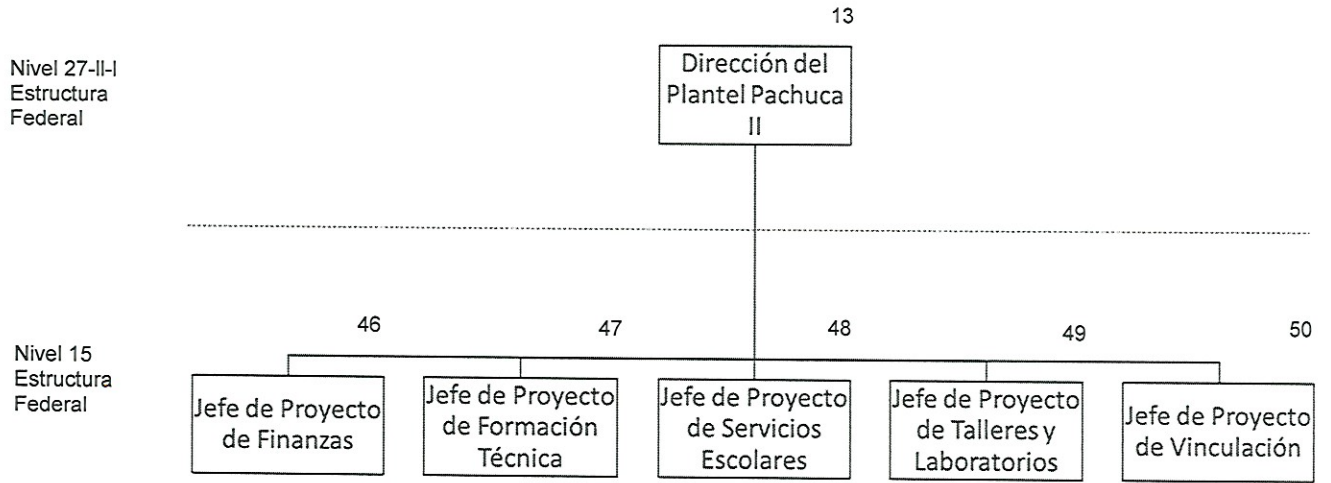 13
Nivel 27-II-I
Estructura
Federal
Dirección del
Plantel Pachuca
II
46
47
48
49
50
Nivel 15
Estructura
Federal
Jefe de Proyecto
de Finanzas
Jefe de Proyecto
de Formación
Técnica
Jefe de Proyecto
de Servicios
Escolares
Jefe de Proyecto
de Talleres y
Laboratorios
Jefe de Proyecto
de Vinculación